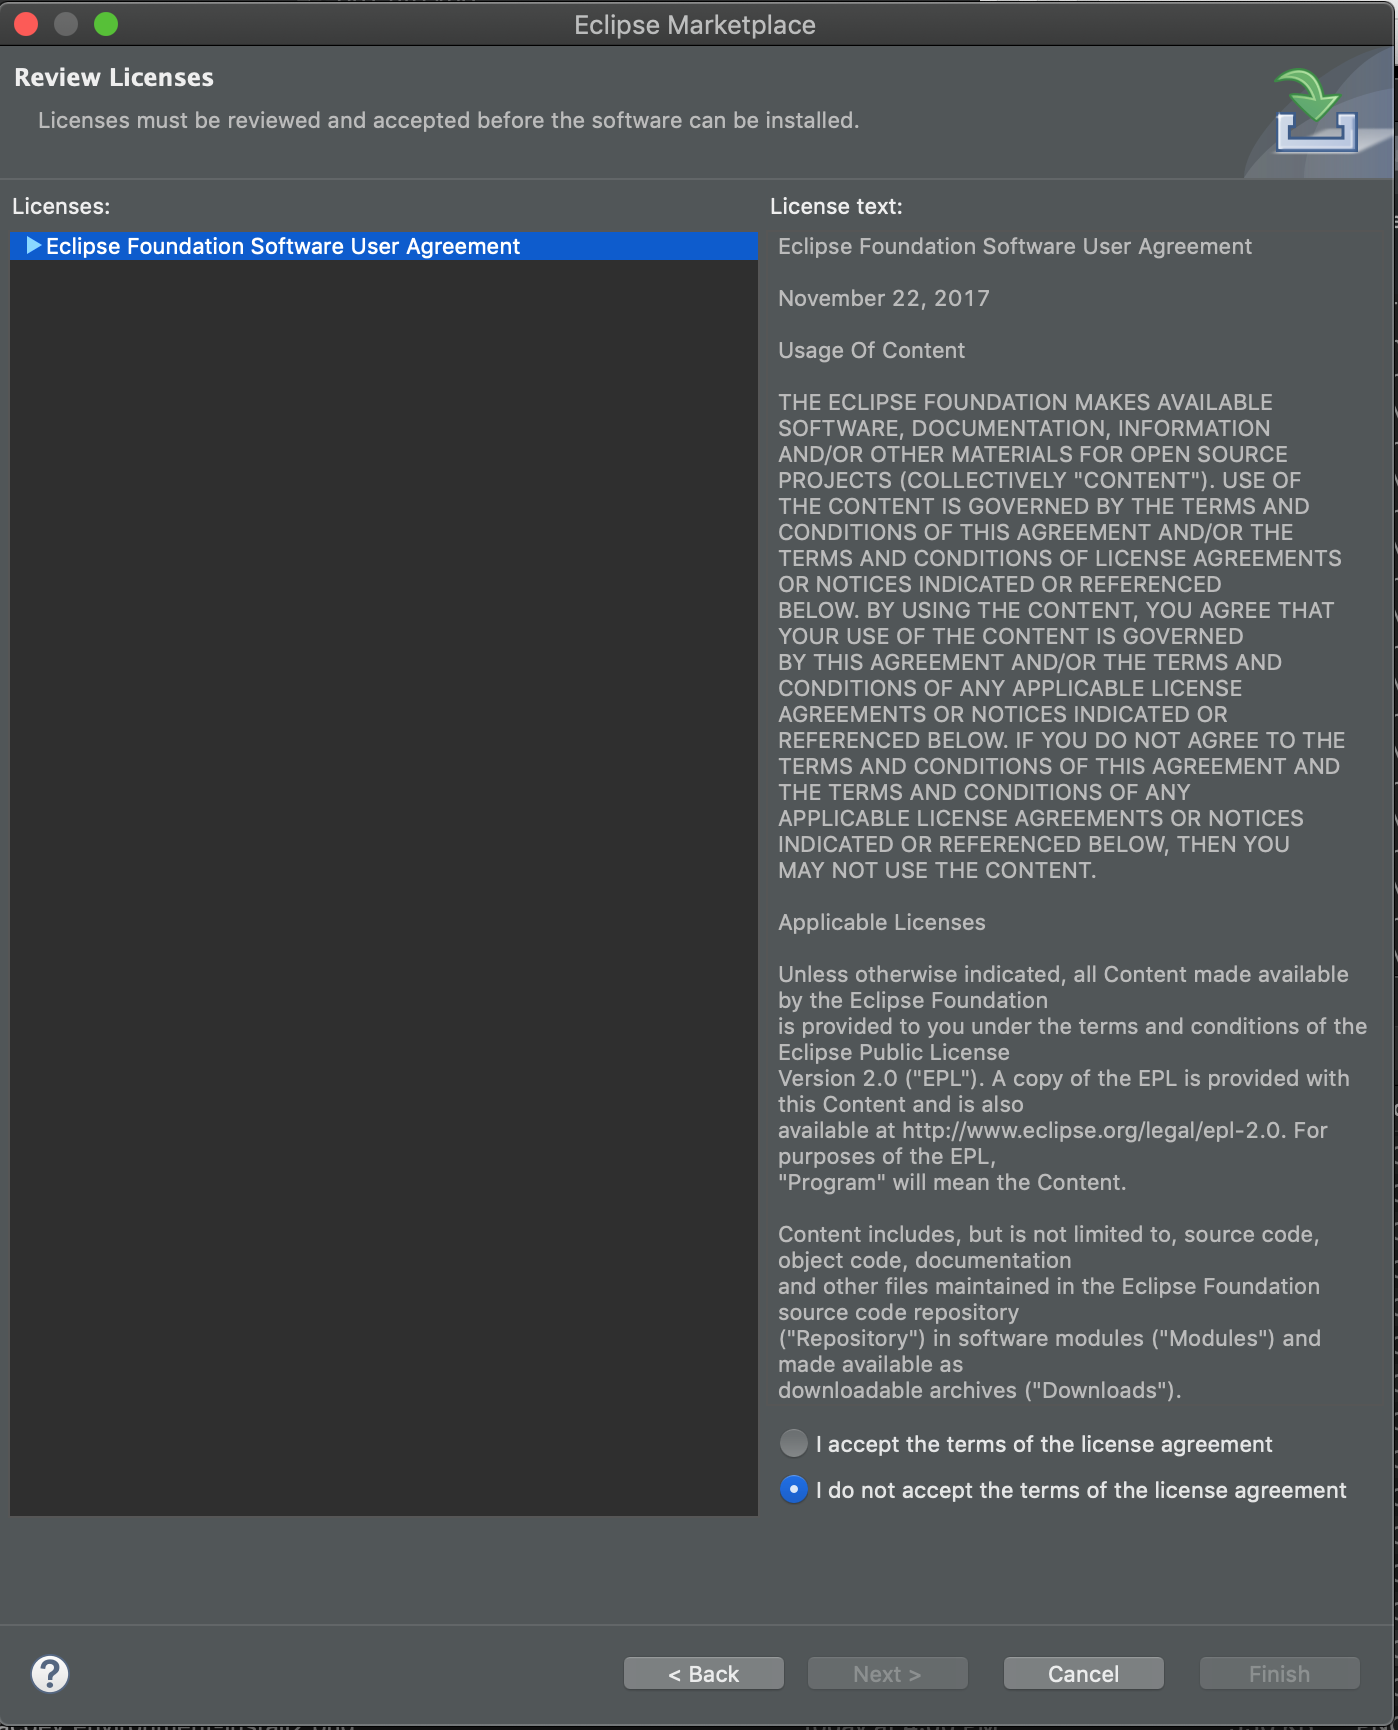 Eclipse Marketplace
Review Licenses
Licenses must be reviewed and accepted before the software can be installed.
Licenses:
Eclipse Foundation Software User Agreement
License text:
Eclipse Foundation Software User Agreement
November 22, 2017
Usage Of Content
THE ECLIPSE FOUNDATION MAKES AVAILABLE
SOFTWARE, DOCUMENTATION, INFORMATION
AND/OR OTHER MATERIALS FOR OPEN SOURCE
PROJECTS (COLLECTIVELY "CONTENT"). USE OF
THE CONTENT IS GOVERNED BY THE TERMS AND
CONDITIONS OF THIS AGREEMENT AND/OR THE
TERMS AND CONDITIONS OF LICENSE AGREEMENTS
OR NOTICES INDICATED OR REFERENCED
BELOW. BY USING THE CONTENT, YOU AGREE THAT
YOUR USE OF THE CONTENT IS GOVERNED
BY THIS AGREEMENT AND/OR THE TERMS AND
CONDITIONS OF ANY APPLICABLE LICENSE
AGREEMENTS OR NOTICES INDICATED OR
REFERENCED BELOW. IF YOU DO NOT AGREE TO THE
TERMS AND CONDITIONS OF THIS AGREEMENT AND
THE TERMS AND CONDITIONS OF ANY
APPLICABLE LICENSE AGREEMENTS OR NOTICES
INDICATED OR REFERENCED BELOW, THEN YOU
MAY NOT USE THE CONTENT.
Applicable Licenses
Unless otherwise indicated, all Content made available
by the Eclipse Foundation
is provided to you under the terms and conditions of the
Eclipse Public License
Version 2.0 ("EPL"). A copy of the EPL is provided with
this Content and is also
available at http://www.eclipse.org/legal/epl-2.0. For
purposes of the EPL,
"Program" will mean the Content.
Content includes, but is not limited to, source code,
object code, documentation
and other files maintained in the Eclipse Foundation
source code repository
("Repository") in software modules ("Modules") and
made available as
downloadable archives ("Downloads").
I accept the terms of the license agreement
I do not accept the terms of the license agreement
?
< Back
Next >
Cancel
Finish